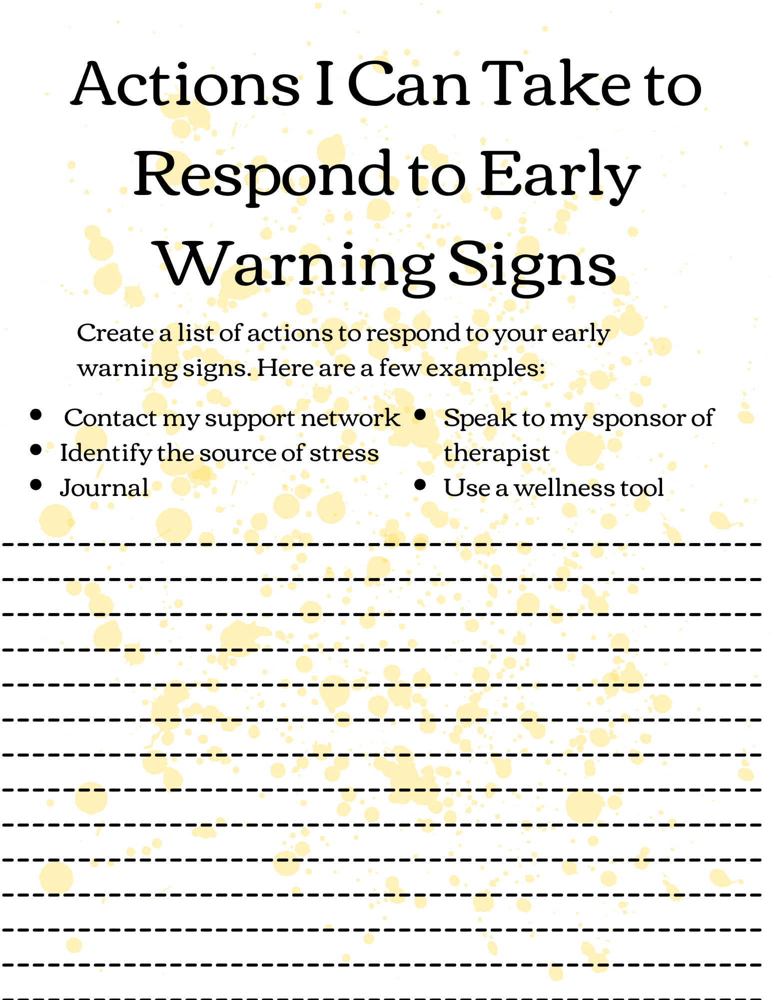 Actions I Can Take to
Respond to Early
Warning Signs
Create a list of actions to respond to your early
warning signs. Here are a few examples:
• Contact my support network
• Identify the source of stress
• Journal
• Speak to my sponsor of
therapist
• Use a wellness tool